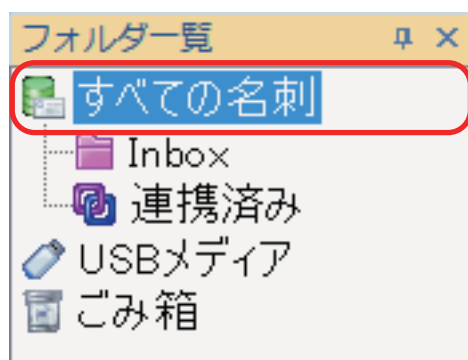 フォルダ一覧
すべての名刺
Inbox
連携済み
USBメディア
ごみ箱